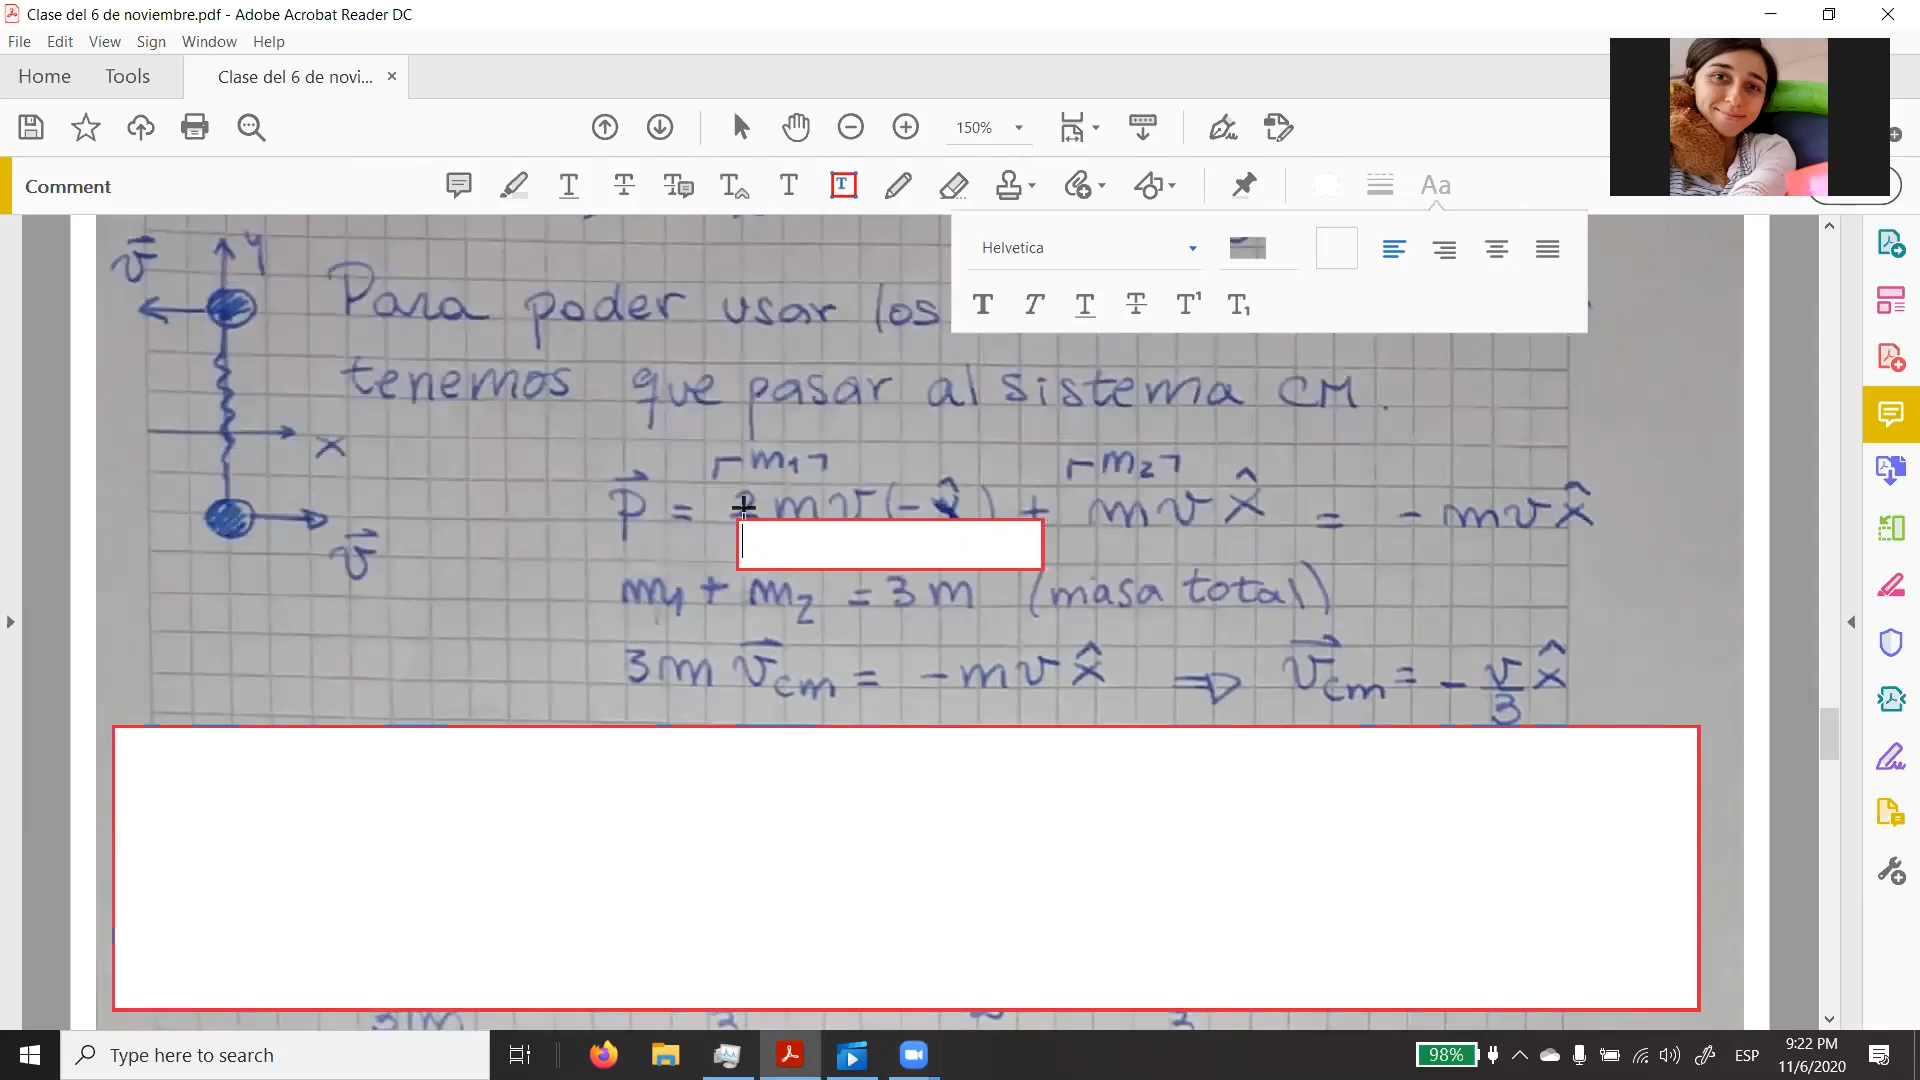 Clase del 6 de noviembre.pdf - Adobe Acrobat Reader DC
File Edit View Sign Window Help
Home Tools Clase del 6 de novi... ×
150%
Comment
Helvetica
v⃗ y Para poder usar los
tenemos que pasar al sistema CM.
x
⌐m₁¬ ⌐m₂¬
p⃗ = 2mv(-x̂) + mvx̂ = -mvx̂
v⃗
m₁ + m₂ = 3m (masa total)
3m v⃗cm = -mvx̂ ⇒ v⃗cm = -v/3 x̂
Type here to search
98%
ESP
9:22 PM
11/6/2020